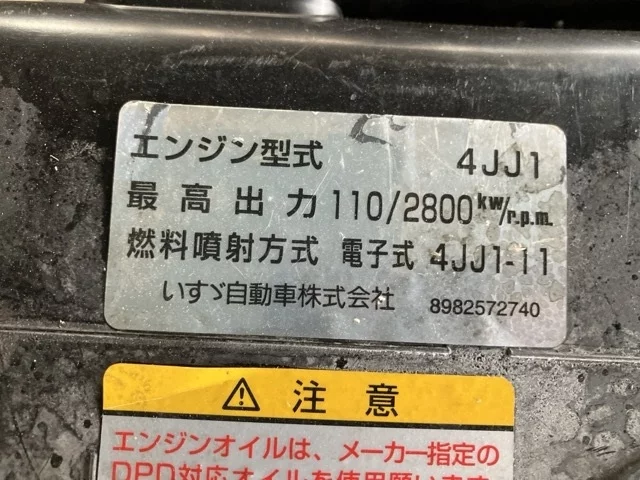 エンジン型式 4JJ1
最高出力 110/2800kw/r.p.m.
燃料噴射方式 電子式 4JJ1-11
いすゞ自動車株式会社 8982572740
⚠ 注意
エンジンオイルは、メーカー指定の
DPD対応オイルを使用願います